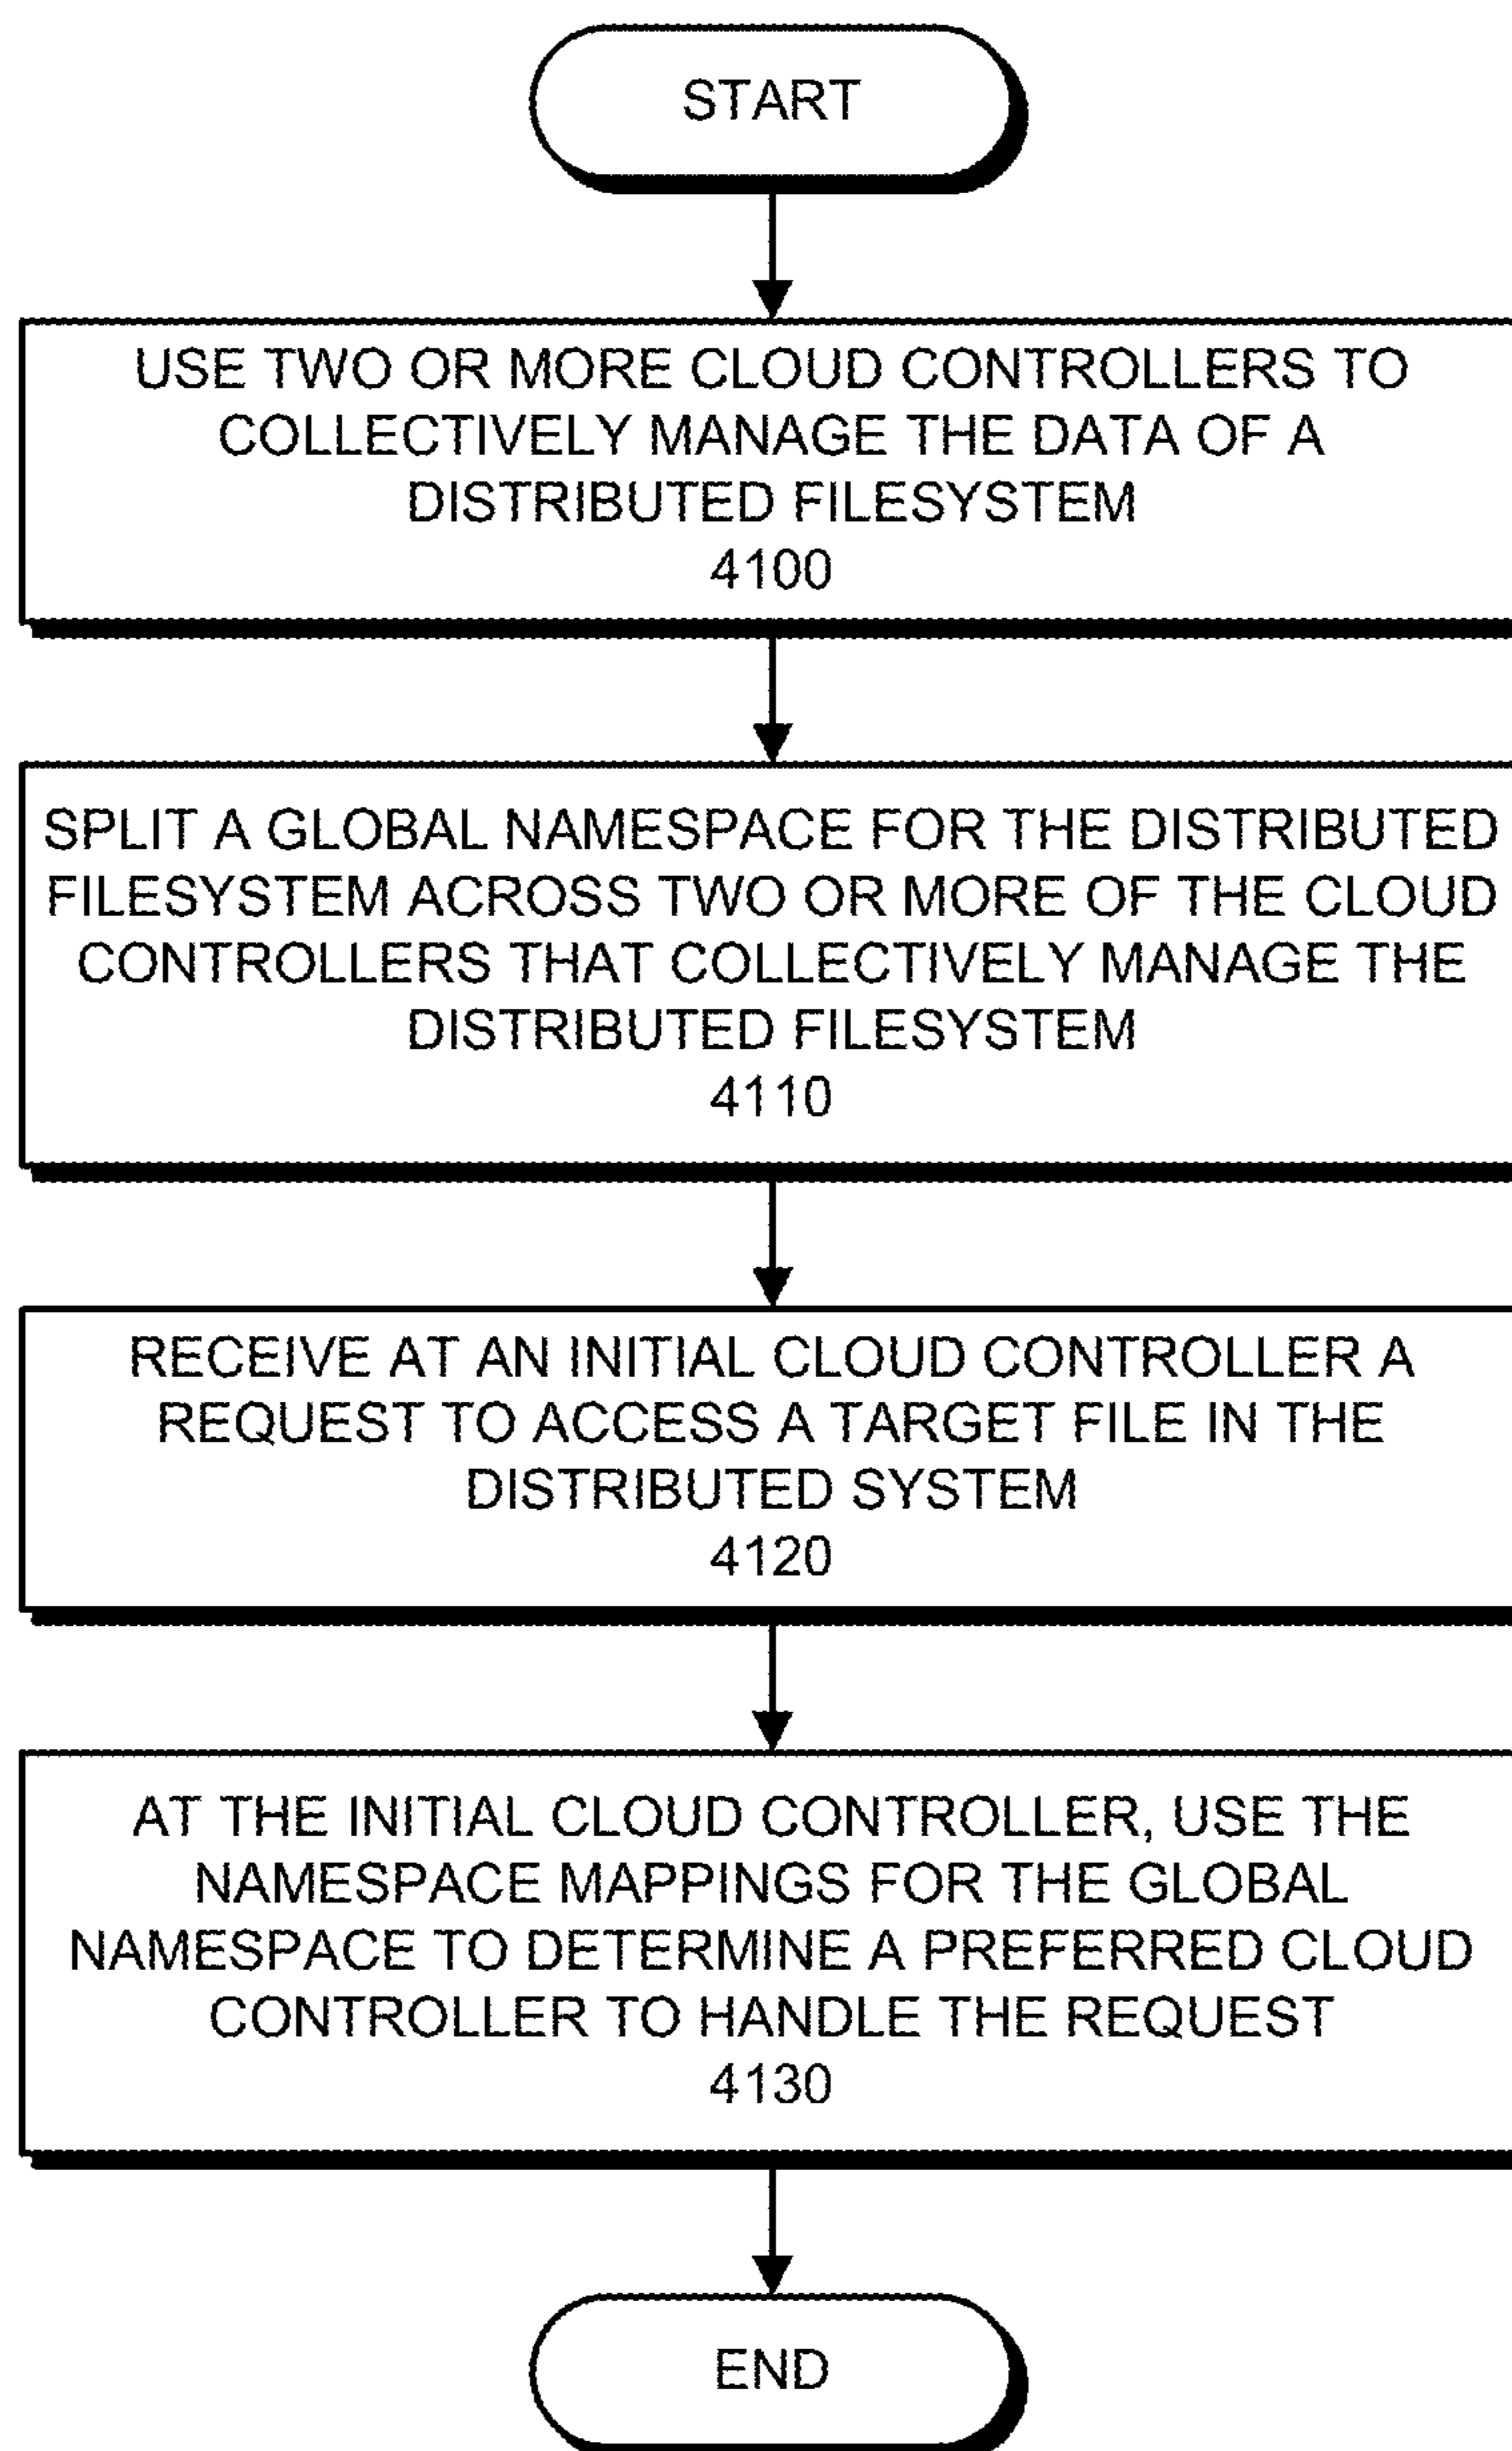 START
USE TWO OR MORE CLOUD CONTROLLERS TO
COLLECTIVELY MANAGE THE DATA OF A
DISTRIBUTED FILESYSTEM
4100
SPLIT A GLOBAL NAMESPACE FOR THE DISTRIBUTED
FILESYSTEM ACROSS TWO OR MORE OF THE CLOUD
CONTROLLERS THAT COLLECTIVELY MANAGE THE
DISTRIBUTED FILESYSTEM
4110
RECEIVE AT AN INITIAL CLOUD CONTROLLER A
REQUEST TO ACCESS A TARGET FILE IN THE
DISTRIBUTED SYSTEM
4120
AT THE INITIAL CLOUD CONTROLLER, USE THE
NAMESPACE MAPPINGS FOR THE GLOBAL
NAMESPACE TO DETERMINE A PREFERRED CLOUD
CONTROLLER TO HANDLE THE REQUEST
4130
END